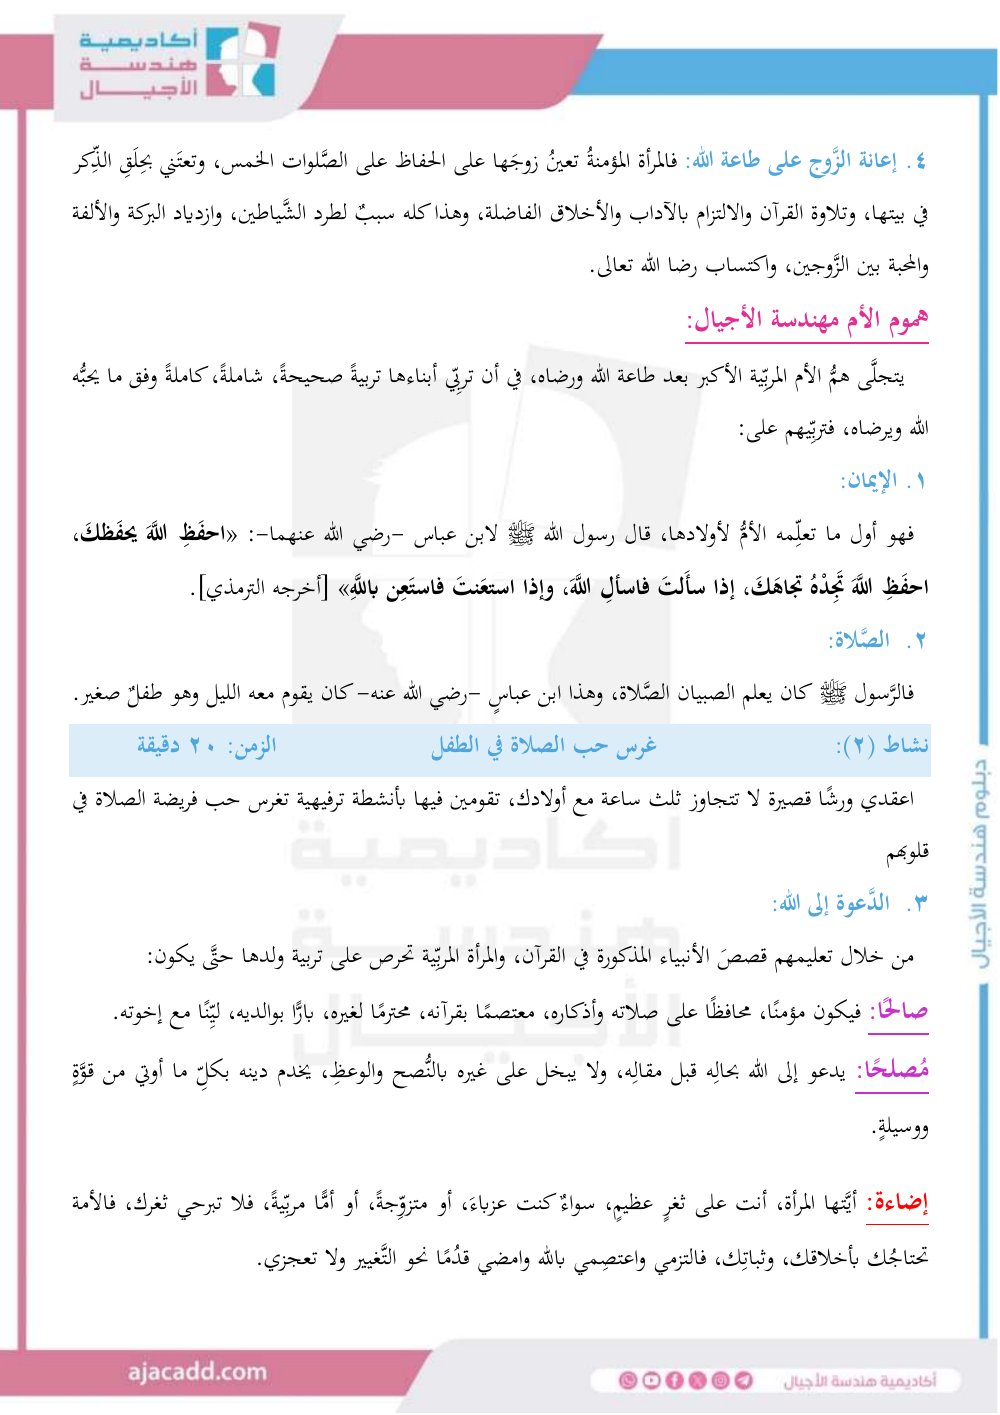 أكاديمية
هندسة
الأجيال
٤. إعانة الزَّوج على طاعة الله: فالمرأة المؤمنةُ تعينُ زوجَها على الحفاظ على الصَّلوات الخمس، وتعتَني بحِلَقِ الذِّكر
في بيتها، وتلاوة القرآن والالتزام بالآداب والأخلاق الفاضلة، وهذا كله سببٌ لطرد الشَّياطين، وازدياد البركة والألفة
والمحبة بين الزَّوجين، واكتساب رضا الله تعالى.
هموم الأم مهندسة الأجيال:
يتجلَّى همُّ الأم المربِّية الأكبر بعد طاعة الله ورضاه، في أن تربِّي أبناءها تربيةً صحيحةً، شاملةً، كاملةً وفق ما يحبُّه
الله ويرضاه، فتربِّيهم على:
١. الإيمان:
فهو أول ما تعلِّمه الأمُّ لأولادها، قال رسول الله ﷺ لابن عباس -رضي الله عنهما-: «احفَظِ اللَّهَ يحفَظكَ،
احفَظِ اللَّهَ تَجِدْهُ تجاهَكَ، إذا سألتَ فاسألِ اللَّهَ، وإذا استعَنتَ فاستَعِن باللَّهِ» [أخرجه الترمذي].
٢. الصَّلاة:
فالرَّسول ﷺ كان يعلم الصبيان الصَّلاة، وهذا ابن عباسٍ -رضي الله عنه- كان يقوم معه الليل وهو طفلٌ صغير.
نشاط (٢): غرس حب الصلاة في الطفل الزمن: ٢٠ دقيقة
اعقدي ورشًا قصيرة لا تتجاوز ثلث ساعة مع أولادك، تقومين فيها بأنشطة ترفيهية تغرس حب فريضة الصلاة في
قلوبهم
٣. الدَّعوة إلى الله:
من خلال تعليمهم قصصَ الأنبياء المذكورة في القرآن، والمرأة المربِّية تحرص على تربية ولدها حتَّى يكون:
صالحًا: فيكون مؤمنًا، محافظًا على صلاته وأذكاره، معتصمًا بقرآنه، محترمًا لغيره، بارًّا بوالديه، ليِّنًا مع إخوته.
مُصلحًا: يدعو إلى الله بحالِه قبل مقالِه، ولا يبخل على غيره بالنُّصح والوعظِ، يخدم دينه بكلِّ ما أوتي من قوَّةٍ
ووسيلةٍ.
إضاءة: أيَّتها المرأة، أنت على ثغرٍ عظيمٍ، سواءٌ كنت عزباءَ، أو متزوِّجةً، أو أمًّا مربِّيةً، فلا تبرحي ثغرك، فالأمة
تحتاجُك بأخلاقك، وثباتِك، فالتزمي واعتصِمي بالله وامضي قدُمًا نحو التَّغيير ولا تعجزي.
دبلوم هندسة الأجيال
ajacadd.com
أكاديمية هندسة الأجيال
أكاديمية
هندسة
الأجيال